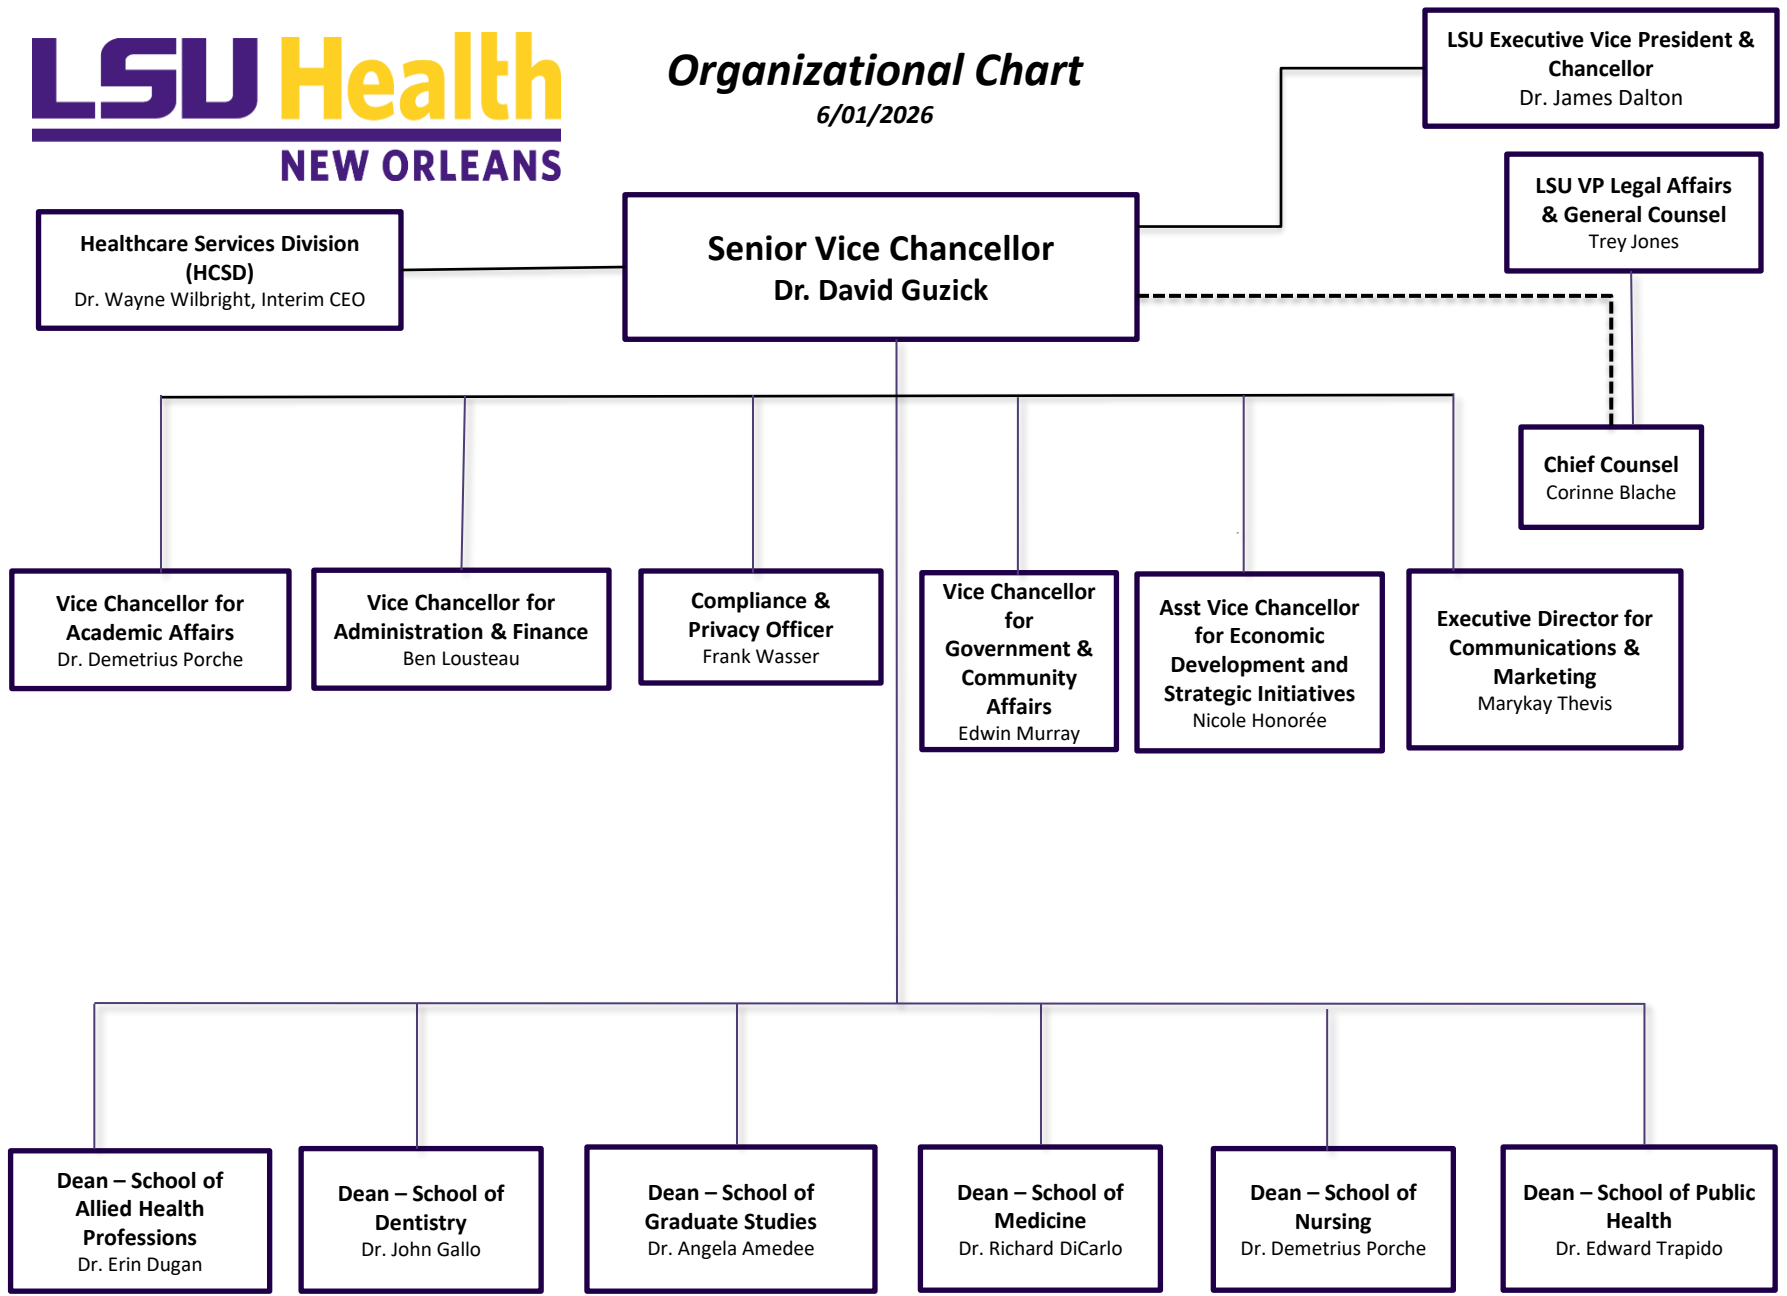 LSU Health
NEW ORLEANS
Organizational Chart
6/01/2026
LSU Executive Vice President &
Chancellor
Dr. James Dalton
LSU VP Legal Affairs
& General Counsel
Trey Jones
Healthcare Services Division
(HCSD)
Dr. Wayne Wilbright, Interim CEO
Senior Vice Chancellor
Dr. David Guzick
Chief Counsel
Corinne Blache
Vice Chancellor for
Academic Affairs
Dr. Demetrius Porche
Vice Chancellor for
Administration & Finance
Ben Lousteau
Compliance &
Privacy Officer
Frank Wasser
Vice Chancellor
for
Government &
Community
Affairs
Edwin Murray
Asst Vice Chancellor
for Economic
Development and
Strategic Initiatives
Nicole Honorée
Executive Director for
Communications &
Marketing
Marykay Thevis
Dean – School of
Allied Health
Professions
Dr. Erin Dugan
Dean – School of
Dentistry
Dr. John Gallo
Dean – School of
Graduate Studies
Dr. Angela Amedee
Dean – School of
Medicine
Dr. Richard DiCarlo
Dean – School of
Nursing
Dr. Demetrius Porche
Dean – School of Public
Health
Dr. Edward Trapido